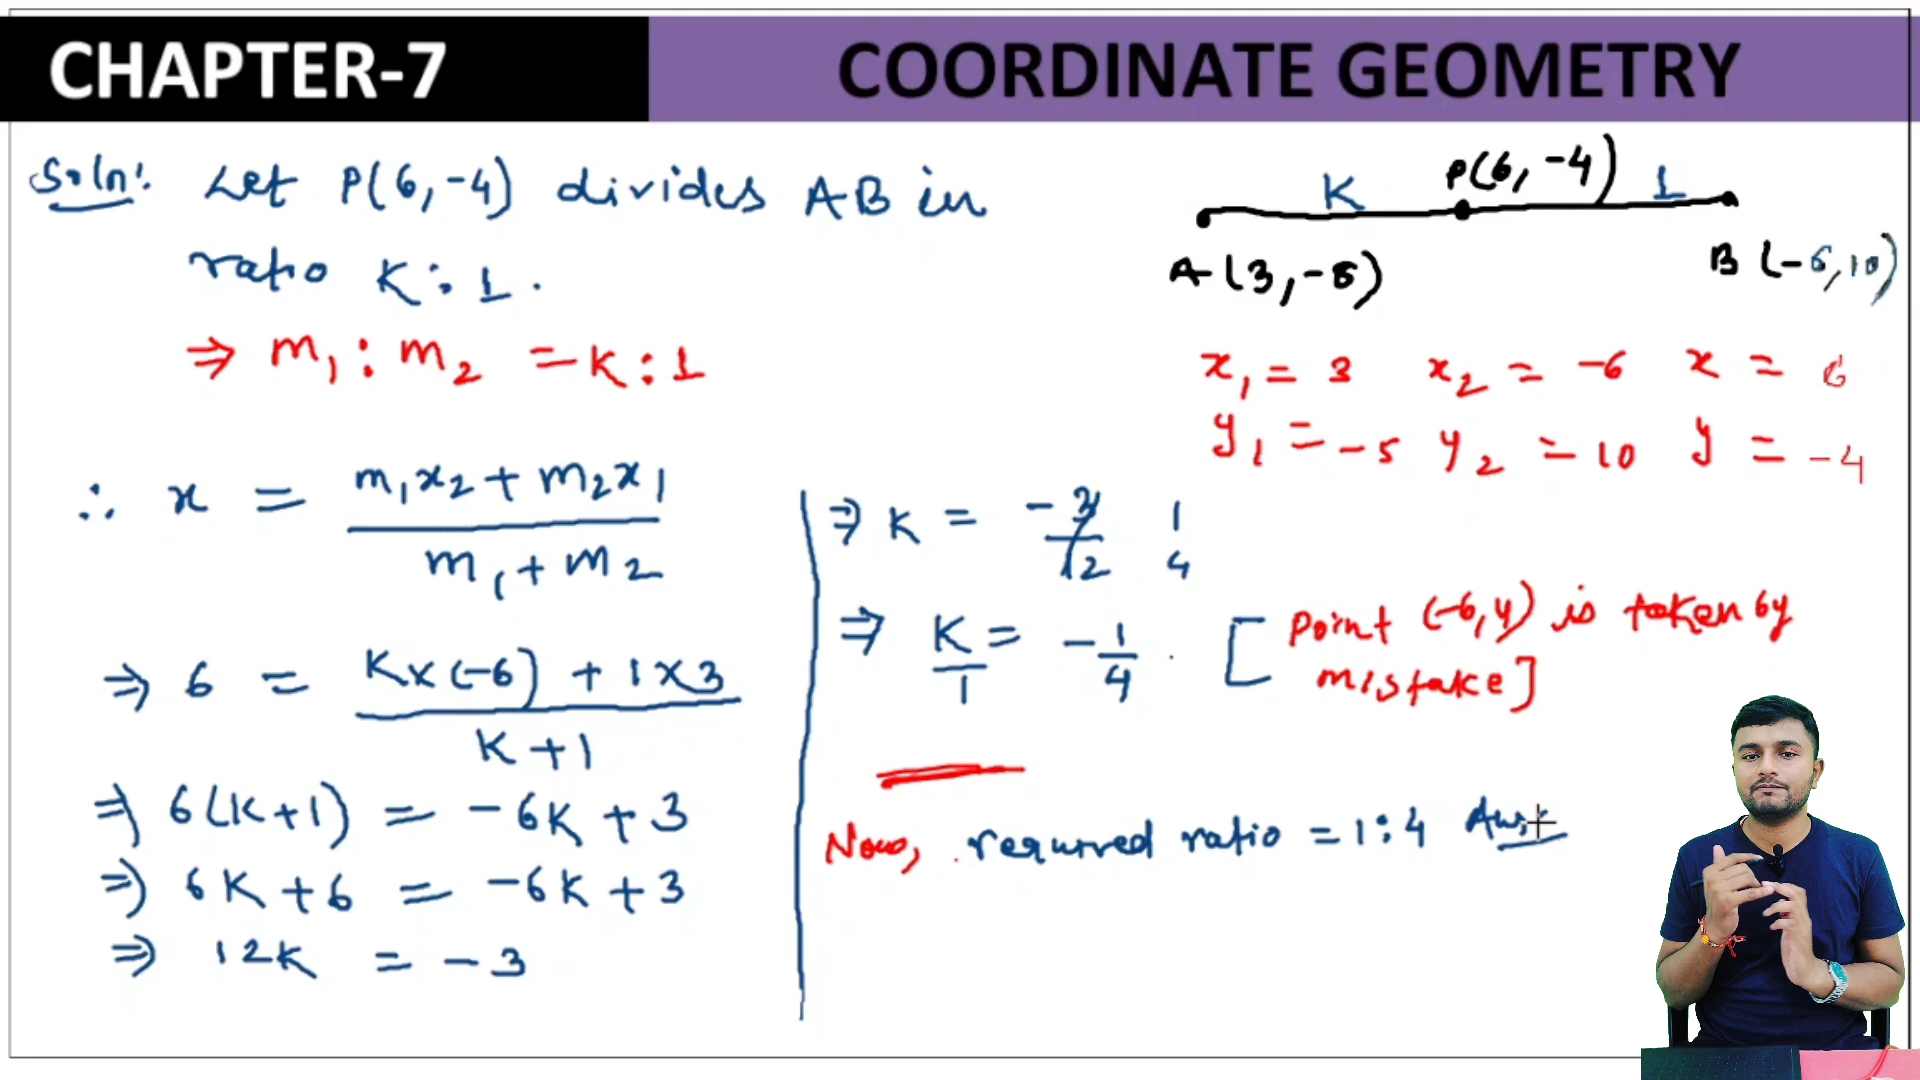 CHAPTER-7 COORDINATE GEOMETRY
Soln: Let P(6,-4) divides AB in
ratio K:1.
⇒ m₁ : m₂ = K : 1
K P(6, -4) 1
A(3, -5) B(-6,10)
x₁ = 3 x₂ = -6 x = 6
y₁ = -5 y₂ = 10 y = -4
∴ x = (m₁x₂ + m₂x₁)/(m₁ + m₂)
⇒ 6 = (K×(-6) + 1×3)/(K+1)
⇒ 6(K+1) = -6K + 3
⇒ 6K + 6 = -6K + 3
⇒ 12K = -3
⇒ K = -3/12 1 4
⇒ K/1 = -1/4 . [Point (-6,4) is taken by
mistake]
Now, required ratio = 1:4 Ans: